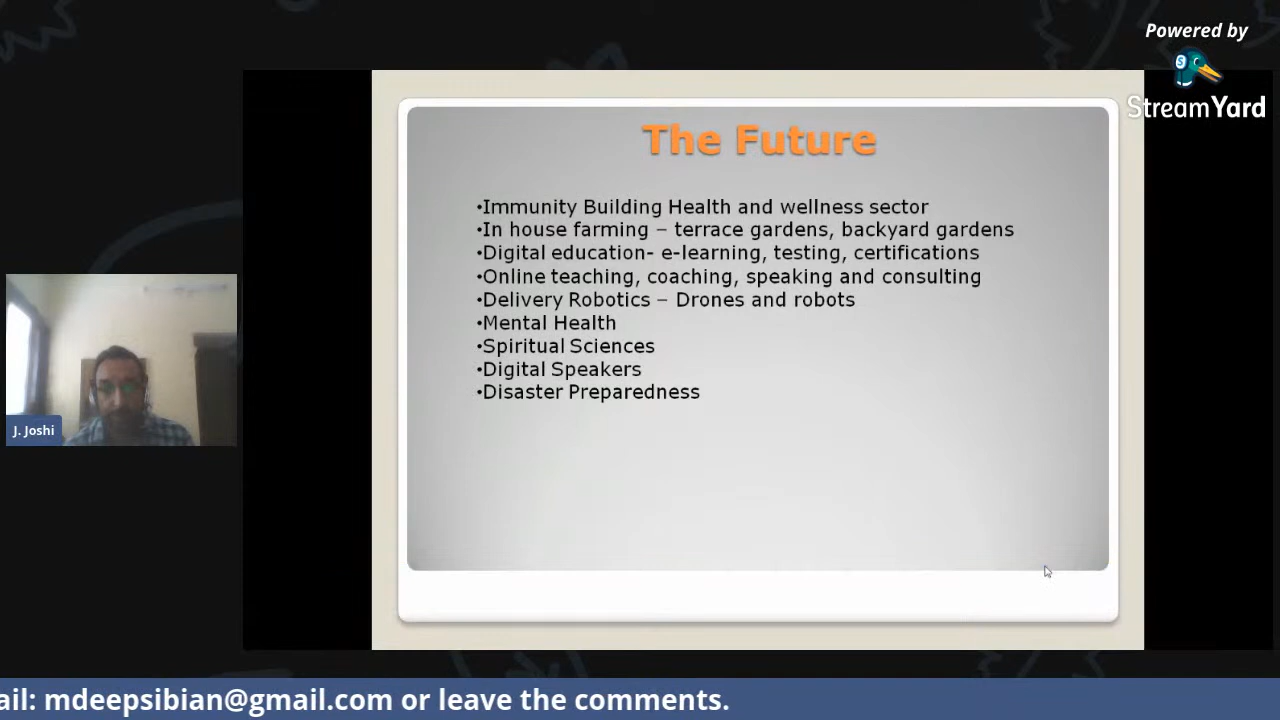 Powered by
StreamYard
The Future
•Immunity Building Health and wellness sector
•In house farming – terrace gardens, backyard gardens
•Digital education- e-learning, testing, certifications
•Online teaching, coaching, speaking and consulting
•Delivery Robotics – Drones and robots
•Mental Health
•Spiritual Sciences
•Digital Speakers
•Disaster Preparedness
J. Joshi
ail: mdeepsibian@gmail.com or leave the comments.